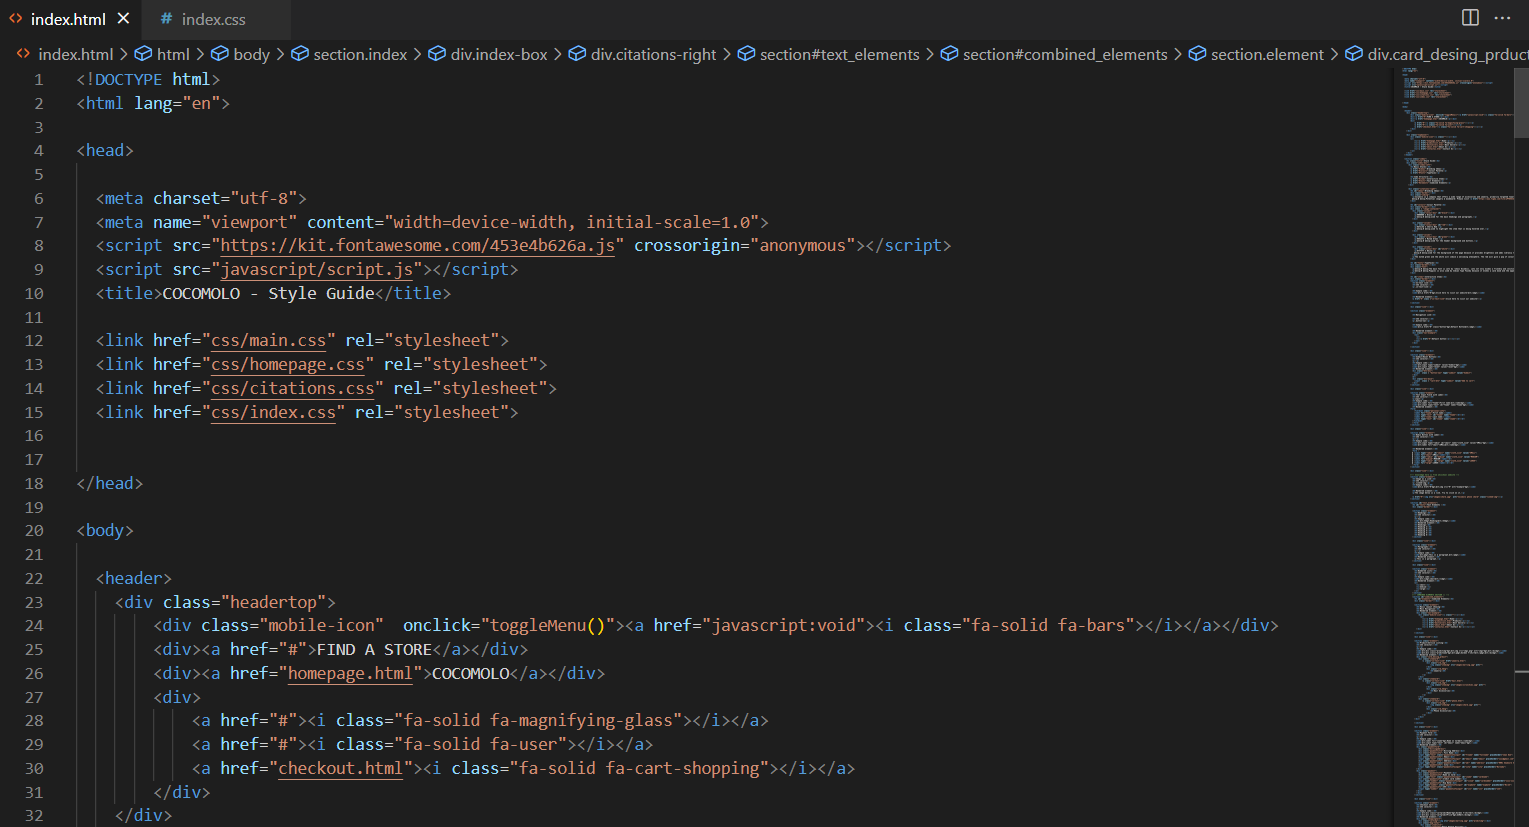 index.html
index.css
index.html > html > body > section.index > div.index-box > div.citations-right > section#text_elements > section#combined_elements > section.element > div.card_desing_prduct
1 <!DOCTYPE html>
2 <html lang="en">
3
4 <head>
5
6 <meta charset="utf-8">
7 <meta name="viewport" content="width=device-width, initial-scale=1.0">
8 <script src="https://kit.fontawesome.com/453e4b626a.js" crossorigin="anonymous"></script>
9 <script src="javascript/script.js"></script>
10 <title>COCOMOLO - Style Guide</title>
11
12 <link href="css/main.css" rel="stylesheet">
13 <link href="css/homepage.css" rel="stylesheet">
14 <link href="css/citations.css" rel="stylesheet">
15 <link href="css/index.css" rel="stylesheet">
16
17
18 </head>
19
20 <body>
21
22 <header>
23 <div class="headertop">
24 <div class="mobile-icon"  onclick="toggleMenu()"><a href="javascript:void"><i class="fa-solid fa-bars"></i></a></div>
25 <div><a href="#">FIND A STORE</a></div>
26 <div><a href="homepage.html">COCOMOLO</a></div>
27 <div>
28 <a href="#"><i class="fa-solid fa-magnifying-glass"></i></a>
29 <a href="#"><i class="fa-solid fa-user"></i></a>
30 <a href="checkout.html"><i class="fa-solid fa-cart-shopping"></i></a>
31 </div>
32 </div>